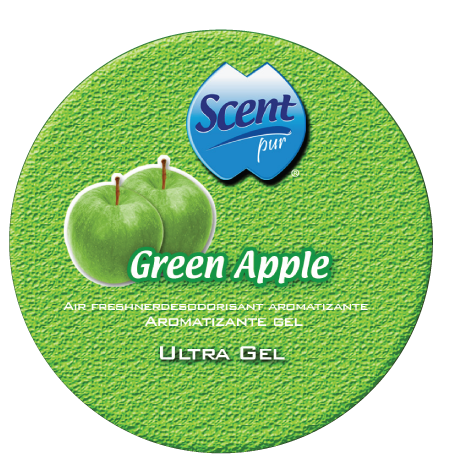 Scent
pur
®
Green Apple
AIR FRESHNERDESODORISANT AROMATIZANTE
AROMATIZANTE GEL
ULTRA GEL